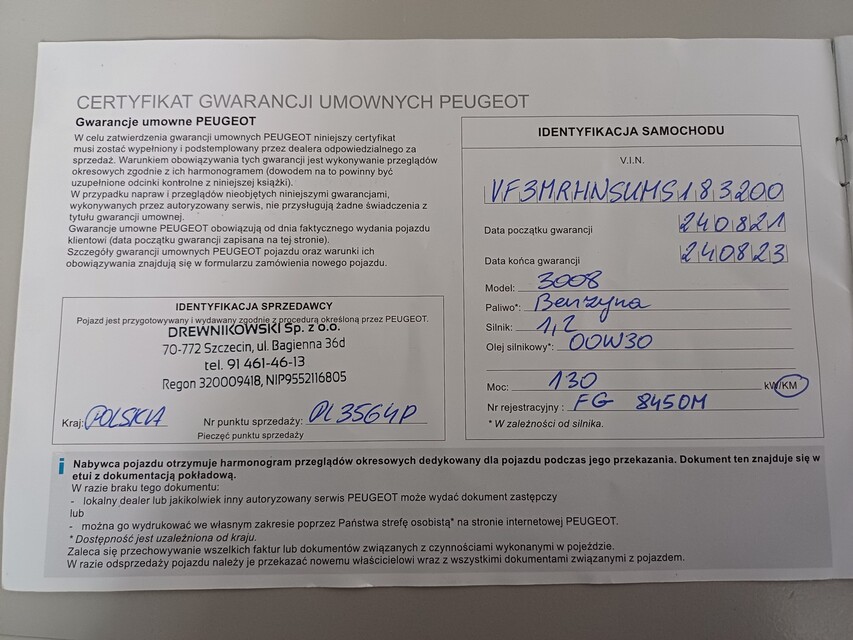 CERTYFIKAT GWARANCJI UMOWNYCH PEUGEOT
Gwarancje umowne PEUGEOT
W celu zatwierdzenia gwarancji umownych PEUGEOT niniejszy certyfikat
musi zostać wypełniony i podstemplowany przez dealera odpowiedzialnego za
sprzedaż. Warunkiem obowiązywania tych gwarancji jest wykonywanie przeglądów
okresowych zgodnie z ich harmonogramem (dowodem na to powinny być
uzupełnione odcinki kontrolne z niniejszej książki).
W przypadku napraw i przeglądów nieobjętych niniejszymi gwarancjami,
wykonywanych przez autoryzowany serwis, nie przysługują żadne świadczenia z
tytułu gwarancji umownej.
Gwarancje umowne PEUGEOT obowiązują od dnia faktycznego wydania pojazdu
klientowi (data początku gwarancji zapisana na tej stronie).
Szczegóły gwarancji umownych PEUGEOT pojazdu oraz warunki ich
obowiązywania znajdują się w formularzu zamówienia nowego pojazdu.
IDENTYFIKACJA SPRZEDAWCY
Pojazd jest przygotowywany i wydawany zgodnie z procedurą określoną przez PEUGEOT.
DREWNIKOWSKI Sp. z o.o.
70-772 Szczecin, ul. Bagienna 36d
tel. 91 461-46-13
Regon 320009418, NIP9552116805
Kraj: POLSKA Nr punktu sprzedaży: PL3564P
Pieczęć punktu sprzedaży
IDENTYFIKACJA SAMOCHODU
V.I.N.
VF3MRHNSUMS183200
Data początku gwarancji 240821
Data końca gwarancji 240823
Model: 3008
Paliwo*: Benzyna
Silnik: 1,2
Olej silnikowy*: 00W30
Moc: 130 kW/KM
Nr rejestracyjny : FG 8450M
* W zależności od silnika.
i Nabywca pojazdu otrzymuje harmonogram przeglądów okresowych dedykowany dla pojazdu podczas jego przekazania. Dokument ten znajduje się w
etui z dokumentacją pokładową.
W razie braku tego dokumentu:
- lokalny dealer lub jakikolwiek inny autoryzowany serwis PEUGEOT może wydać dokument zastępczy
lub
- można go wydrukować we własnym zakresie poprzez Państwa strefę osobistą* na stronie internetowej PEUGEOT.
* Dostępność jest uzależniona od kraju.
Zaleca się przechowywanie wszelkich faktur lub dokumentów związanych z czynnościami wykonanymi w pojeździe.
W razie odsprzedaży pojazdu należy je przekazać nowemu właścicielowi wraz z wszystkimi dokumentami związanymi z pojazdem.